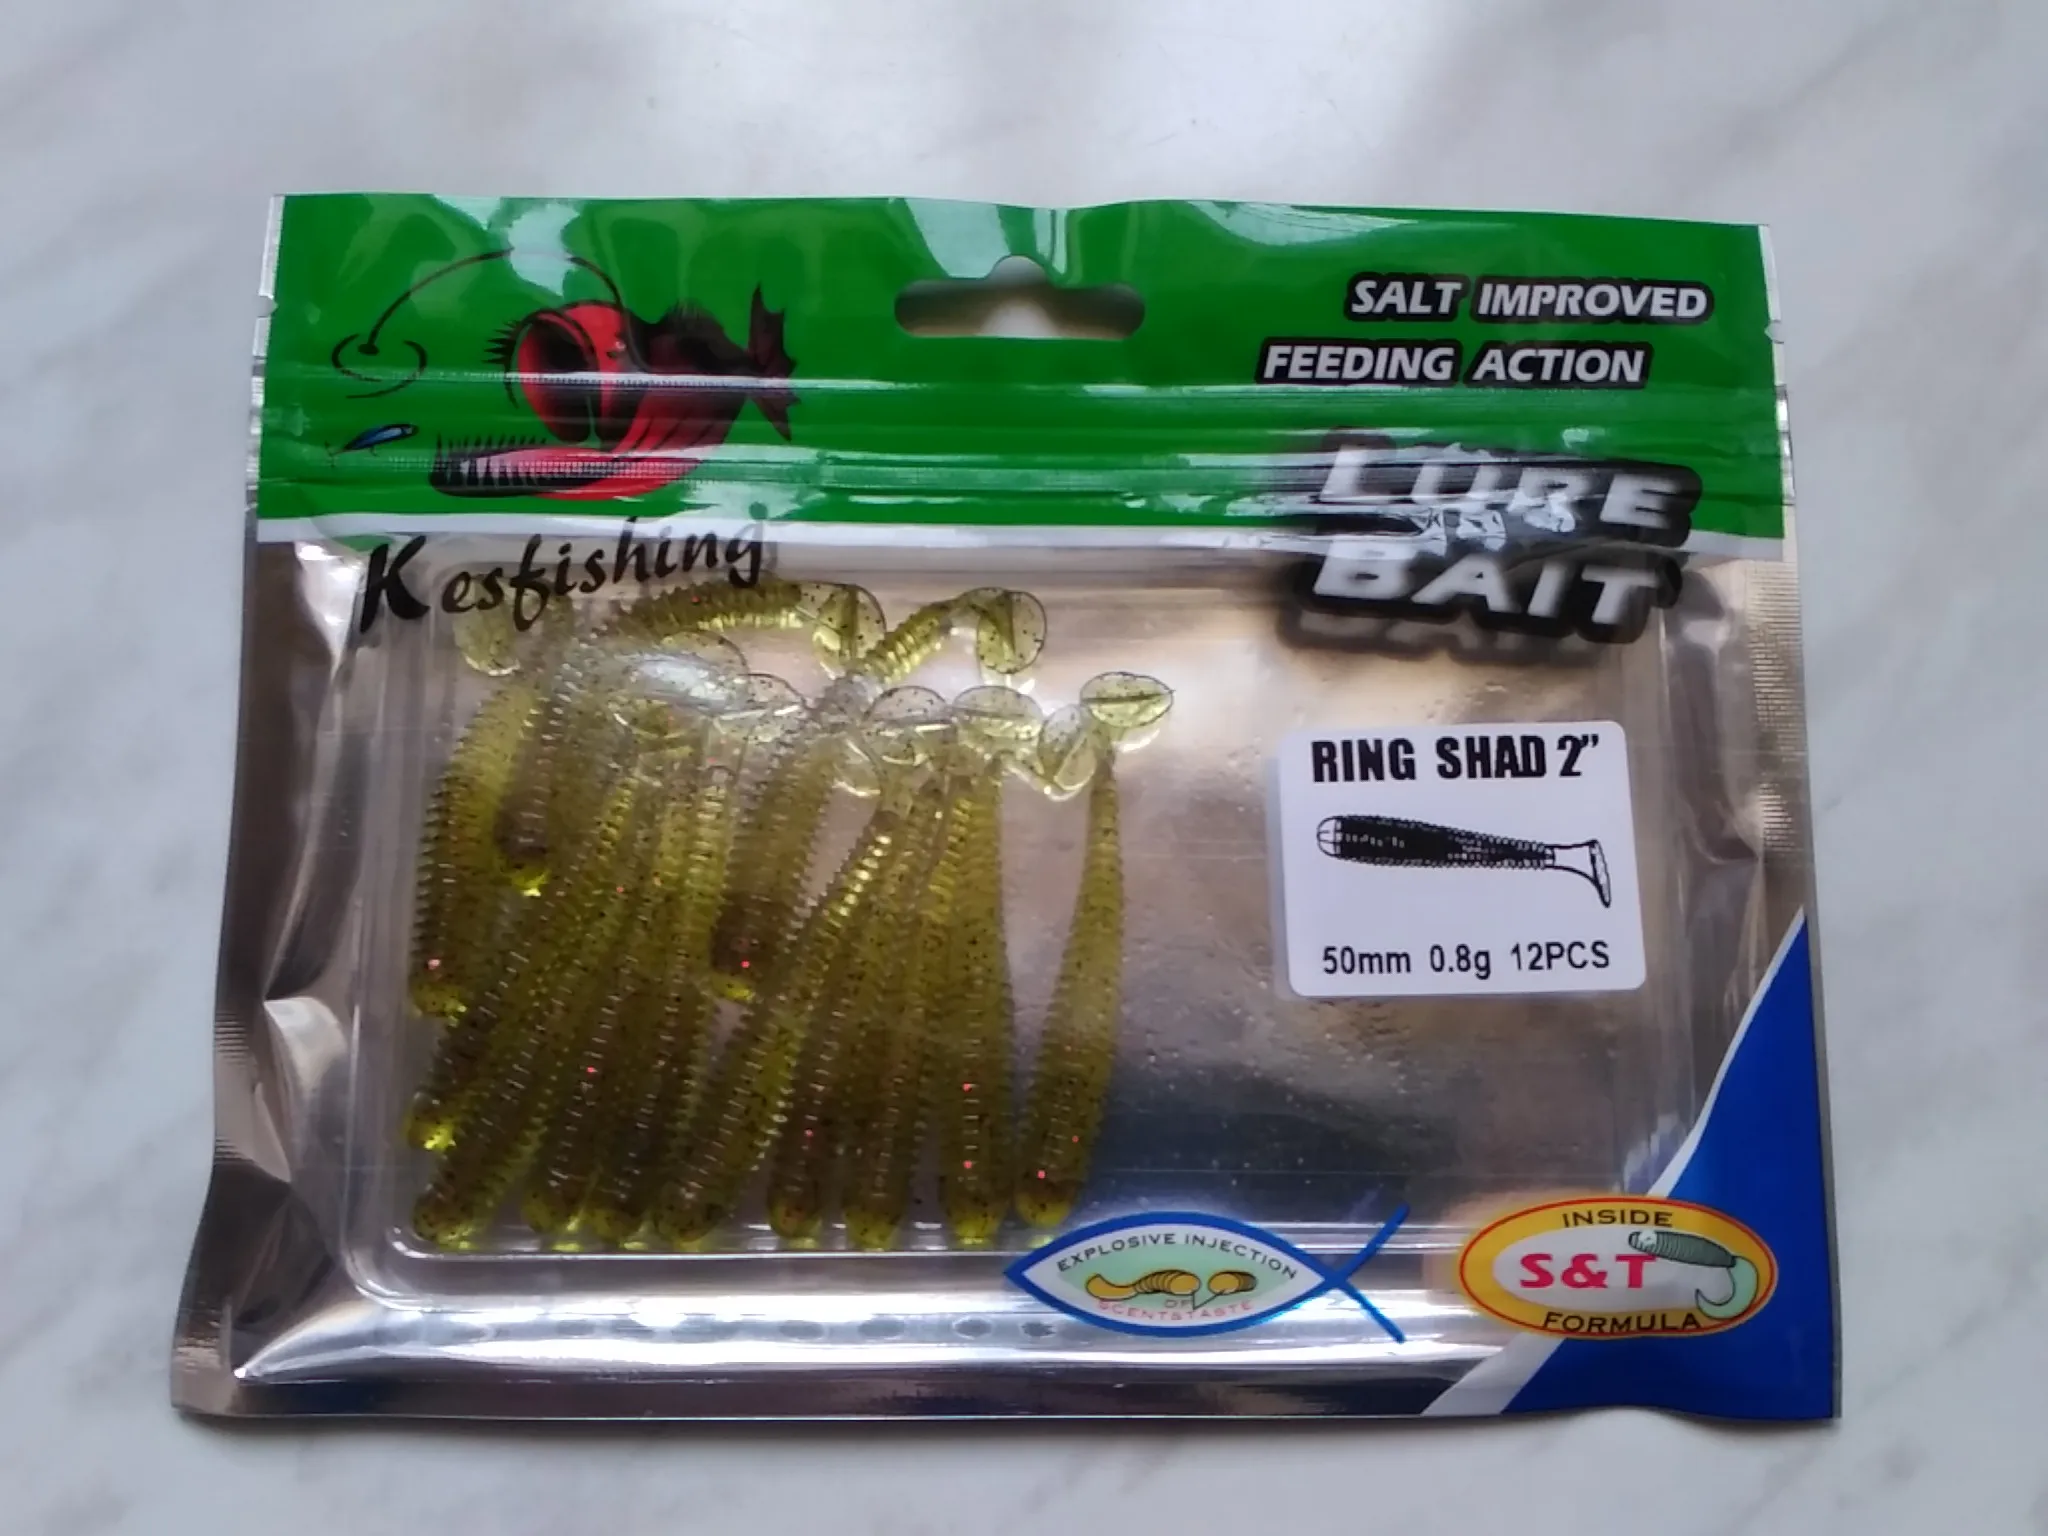 SALT IMPROVED
FEEDING ACTION
LURE
BAIT
Kesfishing
RING SHAD 2”
50mm 0.8g 12PCS
EXPLOSIVE INJECTION
OF
SCENT&TASTE
INSIDE
S&T
FORMULA